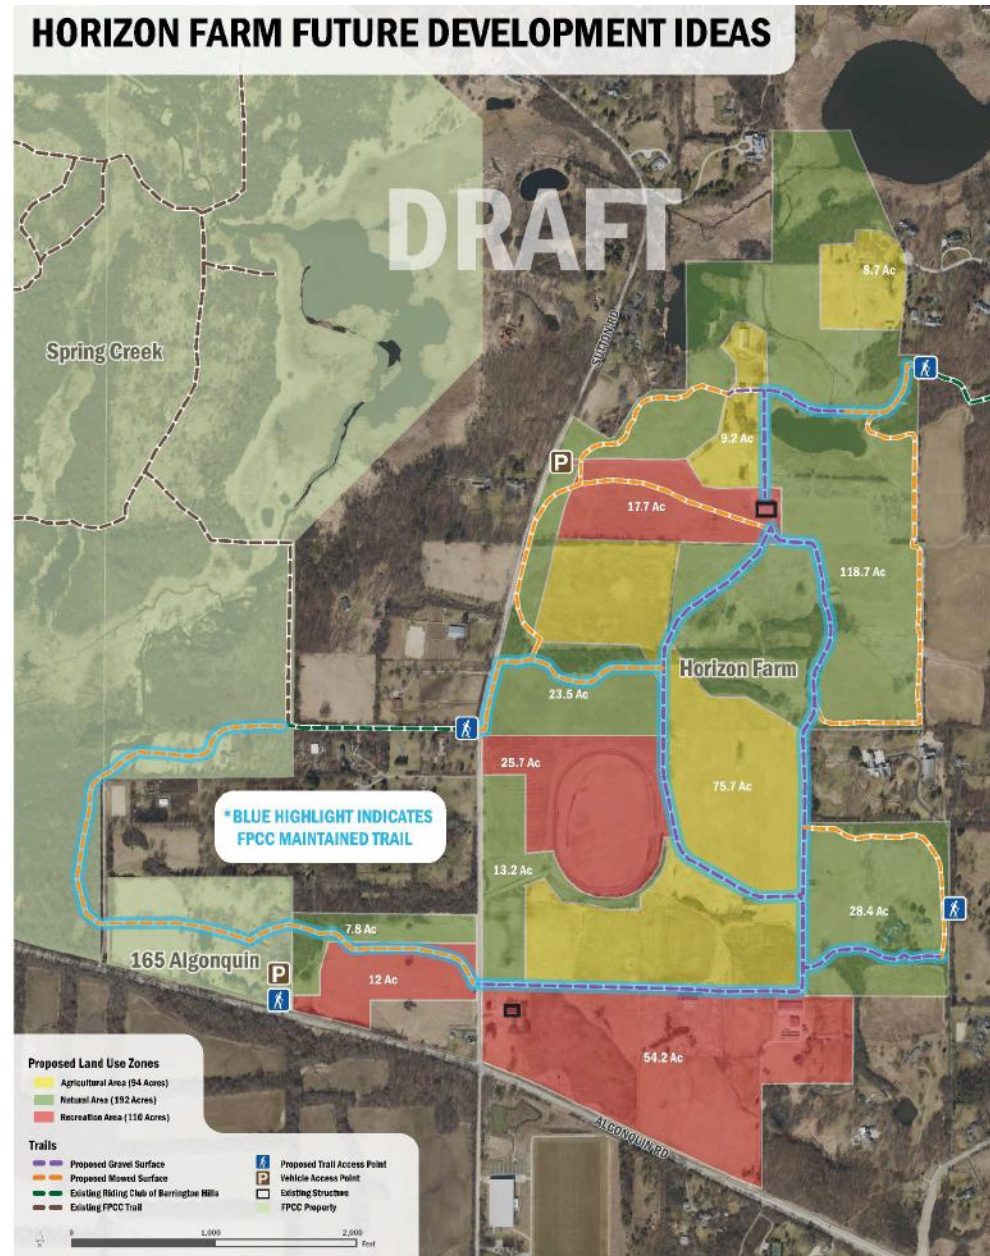 HORIZON FARM FUTURE DEVELOPMENT IDEAS
DRAFT
8.7 Ac
SUTTON RD
Spring Creek
9.2 Ac
P
17.7 Ac
118.7 Ac
Horizon Farm
23.5 Ac
25.7 Ac
75.7 Ac
*BLUE HIGHLIGHT INDICATES
FPCC MAINTAINED TRAIL
13.2 Ac
28.4 Ac
7.8 Ac
165 Algonquin
P
12 Ac
54.2 Ac
ALGONQUIN RD
Proposed Land Use Zones
Agricultural Area (94 Acres)
Natural Area (192 Acres)
Recreation Area (110 Acres)
Trails
Proposed Gravel Surface
Proposed Mowed Surface
Existing Riding Club of Barrington Hills
Existing FPCC Trail
Proposed Trail Access Point
P Vehicle Access Point
Existing Structure
FPCC Property
0 1,000 2,000
Feet